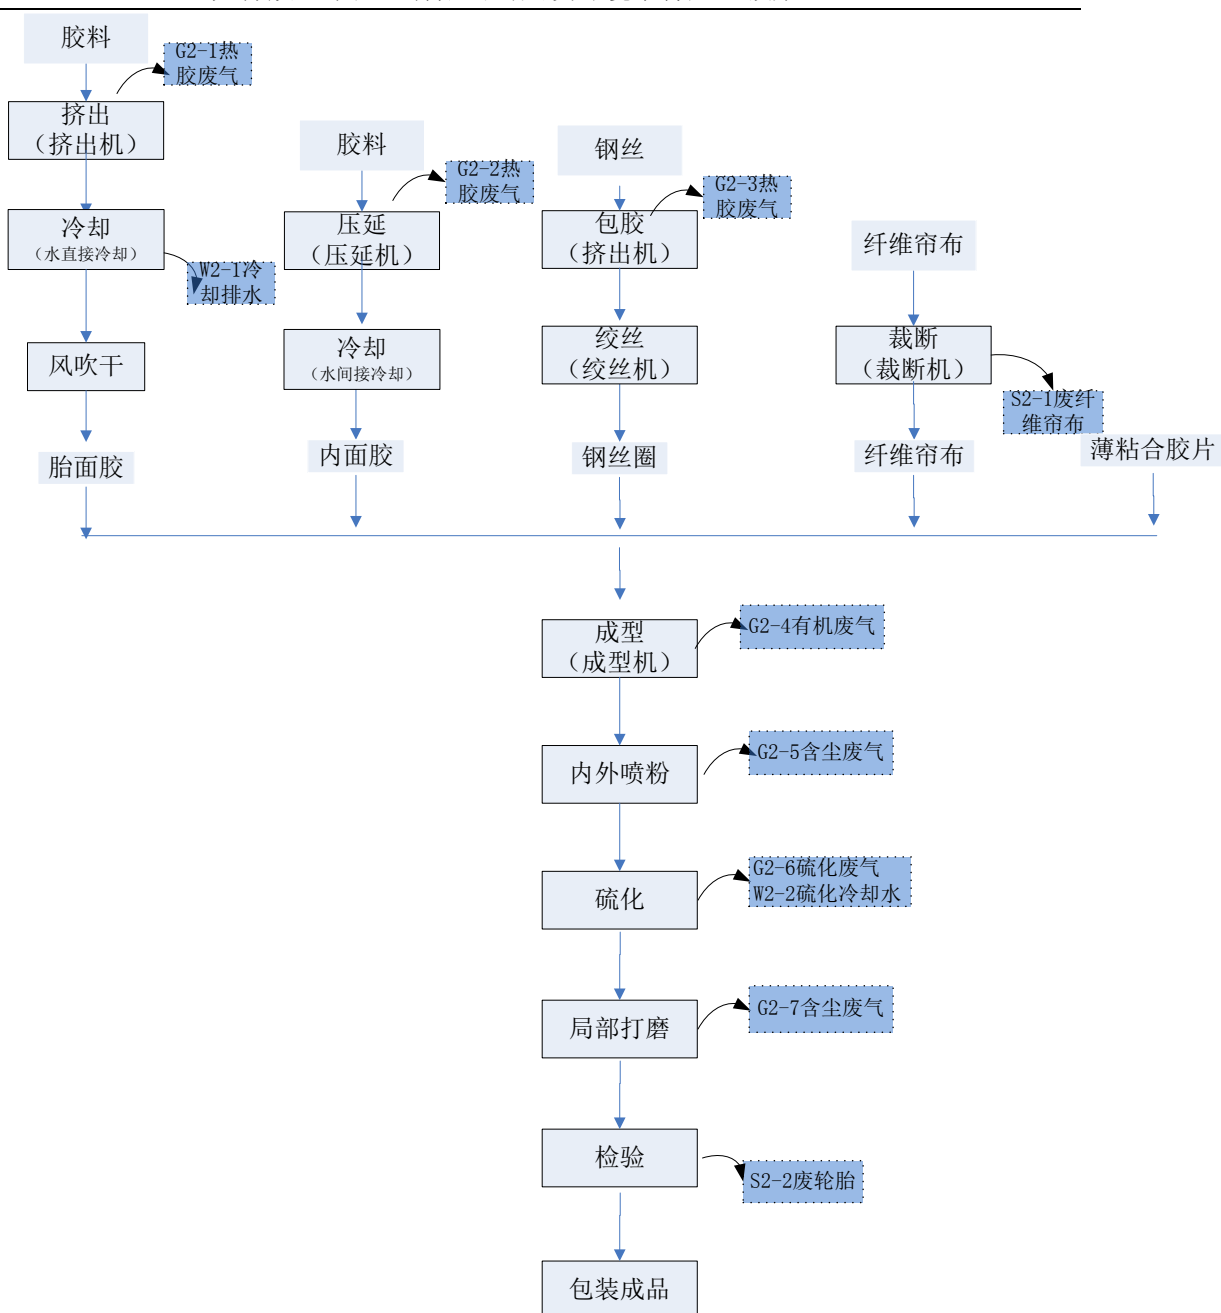 胶料
G2-1热
胶废气
挤出
（挤出机）
冷却
（水直接冷却）
W2-1冷
却排水
风吹干
胎面胶
胶料
G2-2热
胶废气
压延
（压延机）
冷却
（水间接冷却）
内面胶
钢丝
G2-3热
胶废气
包胶
（挤出机）
绞丝
（绞丝机）
钢丝圈
纤维帘布
裁断
（裁断机）
S2-1废纤
维帘布
纤维帘布
薄粘合胶片
成型
（成型机）
G2-4有机废气
内外喷粉
G2-5含尘废气
硫化
G2-6硫化废气
W2-2硫化冷却水
局部打磨
G2-7含尘废气
检验
S2-2废轮胎
包装成品